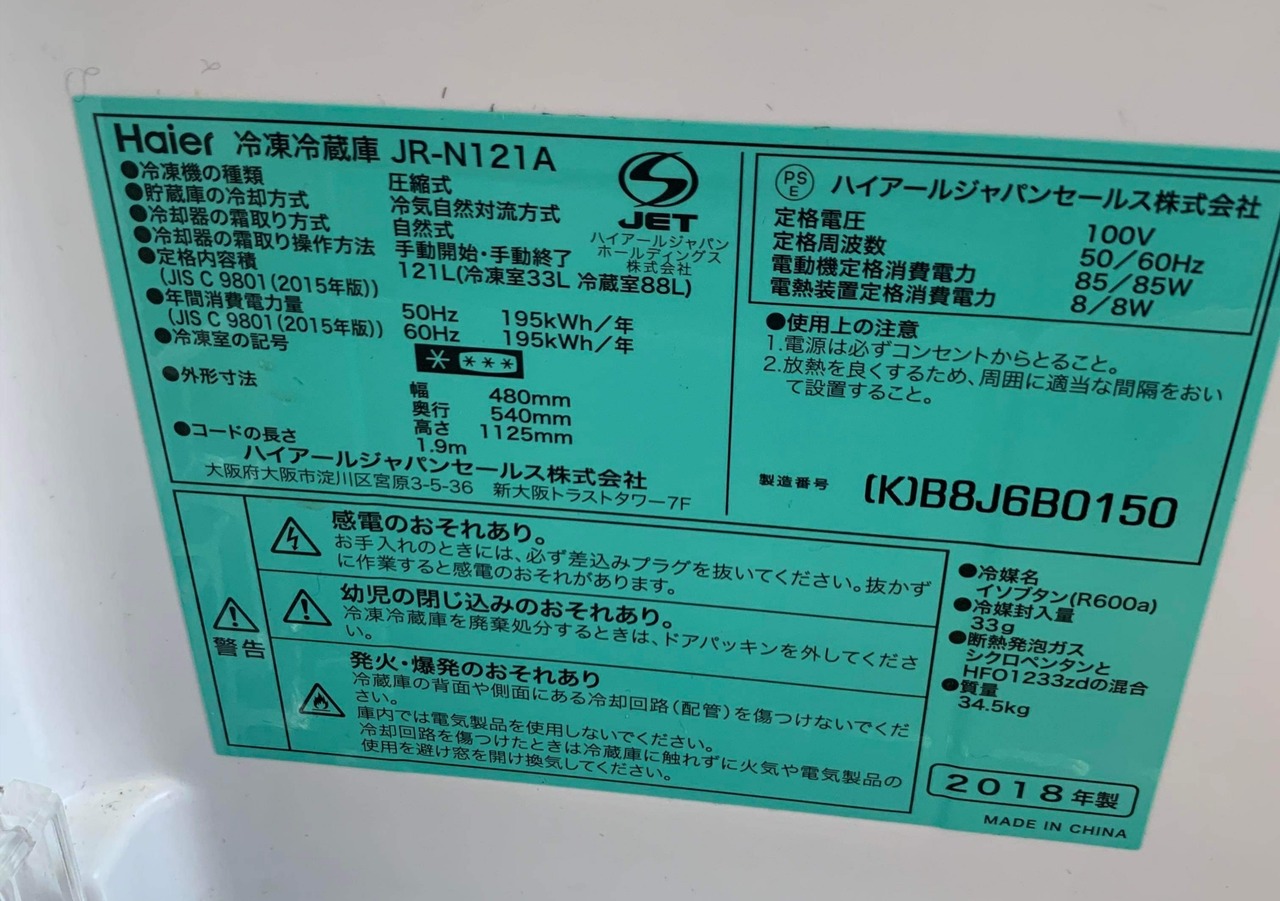 Haier 冷凍冷蔵庫 JR-N121A
●冷凍機の種類 圧縮式
●貯蔵庫の冷却方式 冷気自然対流方式
●冷却器の霜取り方式 自然式
●冷却器の霜取り操作方法 手動開始・手動終了
●定格内容積 121L(冷凍室33L 冷蔵室88L)
(JIS C 9801(2015年版))
●年間消費電力量 50Hz 195kWh/年
(JIS C 9801(2015年版)) 60Hz 195kWh/年
●冷凍室の記号 * ***
●外形寸法 幅 480mm
奥行 540mm
高さ 1125mm
●コードの長さ 1.9m
ハイアールジャパンセールス株式会社
大阪府大阪市淀川区宮原3-5-36 新大阪トラストタワー7F
JET
ハイアールジャパン
ホールディングス
株式会社
PS
E
ハイアールジャパンセールス株式会社
定格電圧 100V
定格周波数 50/60Hz
電動機定格消費電力 85/85W
電熱装置定格消費電力 8/8W
●使用上の注意
1.電源は必ずコンセントからとること。
2.放熱を良くするため、周囲に適当な間隔をおい
て設置すること。
製造番号 (K)B8J6B0150
警告
感電のおそれあり。
お手入れのときには、必ず差込みプラグを抜いてください。抜かず
に作業すると感電のおそれがあります。
幼児の閉じ込みのおそれあり。
冷凍冷蔵庫を廃棄処分するときは、ドアパッキンを外してくださ
い。
発火・爆発のおそれあり
冷蔵庫の背面や側面にある冷却回路(配管)を傷つけないでくだ
さい。
庫内では電気製品を使用しないでください。
冷却回路を傷つけたときは冷蔵庫に触れずに火気や電気製品の
使用を避け窓を開け換気してください。
●冷媒名
イソブタン(R600a)
●冷媒封入量
33g
●断熱発泡ガス
シクロペンタンと
HFO1233zdの混合
●質量
34.5kg
2018年製
MADE IN CHINA